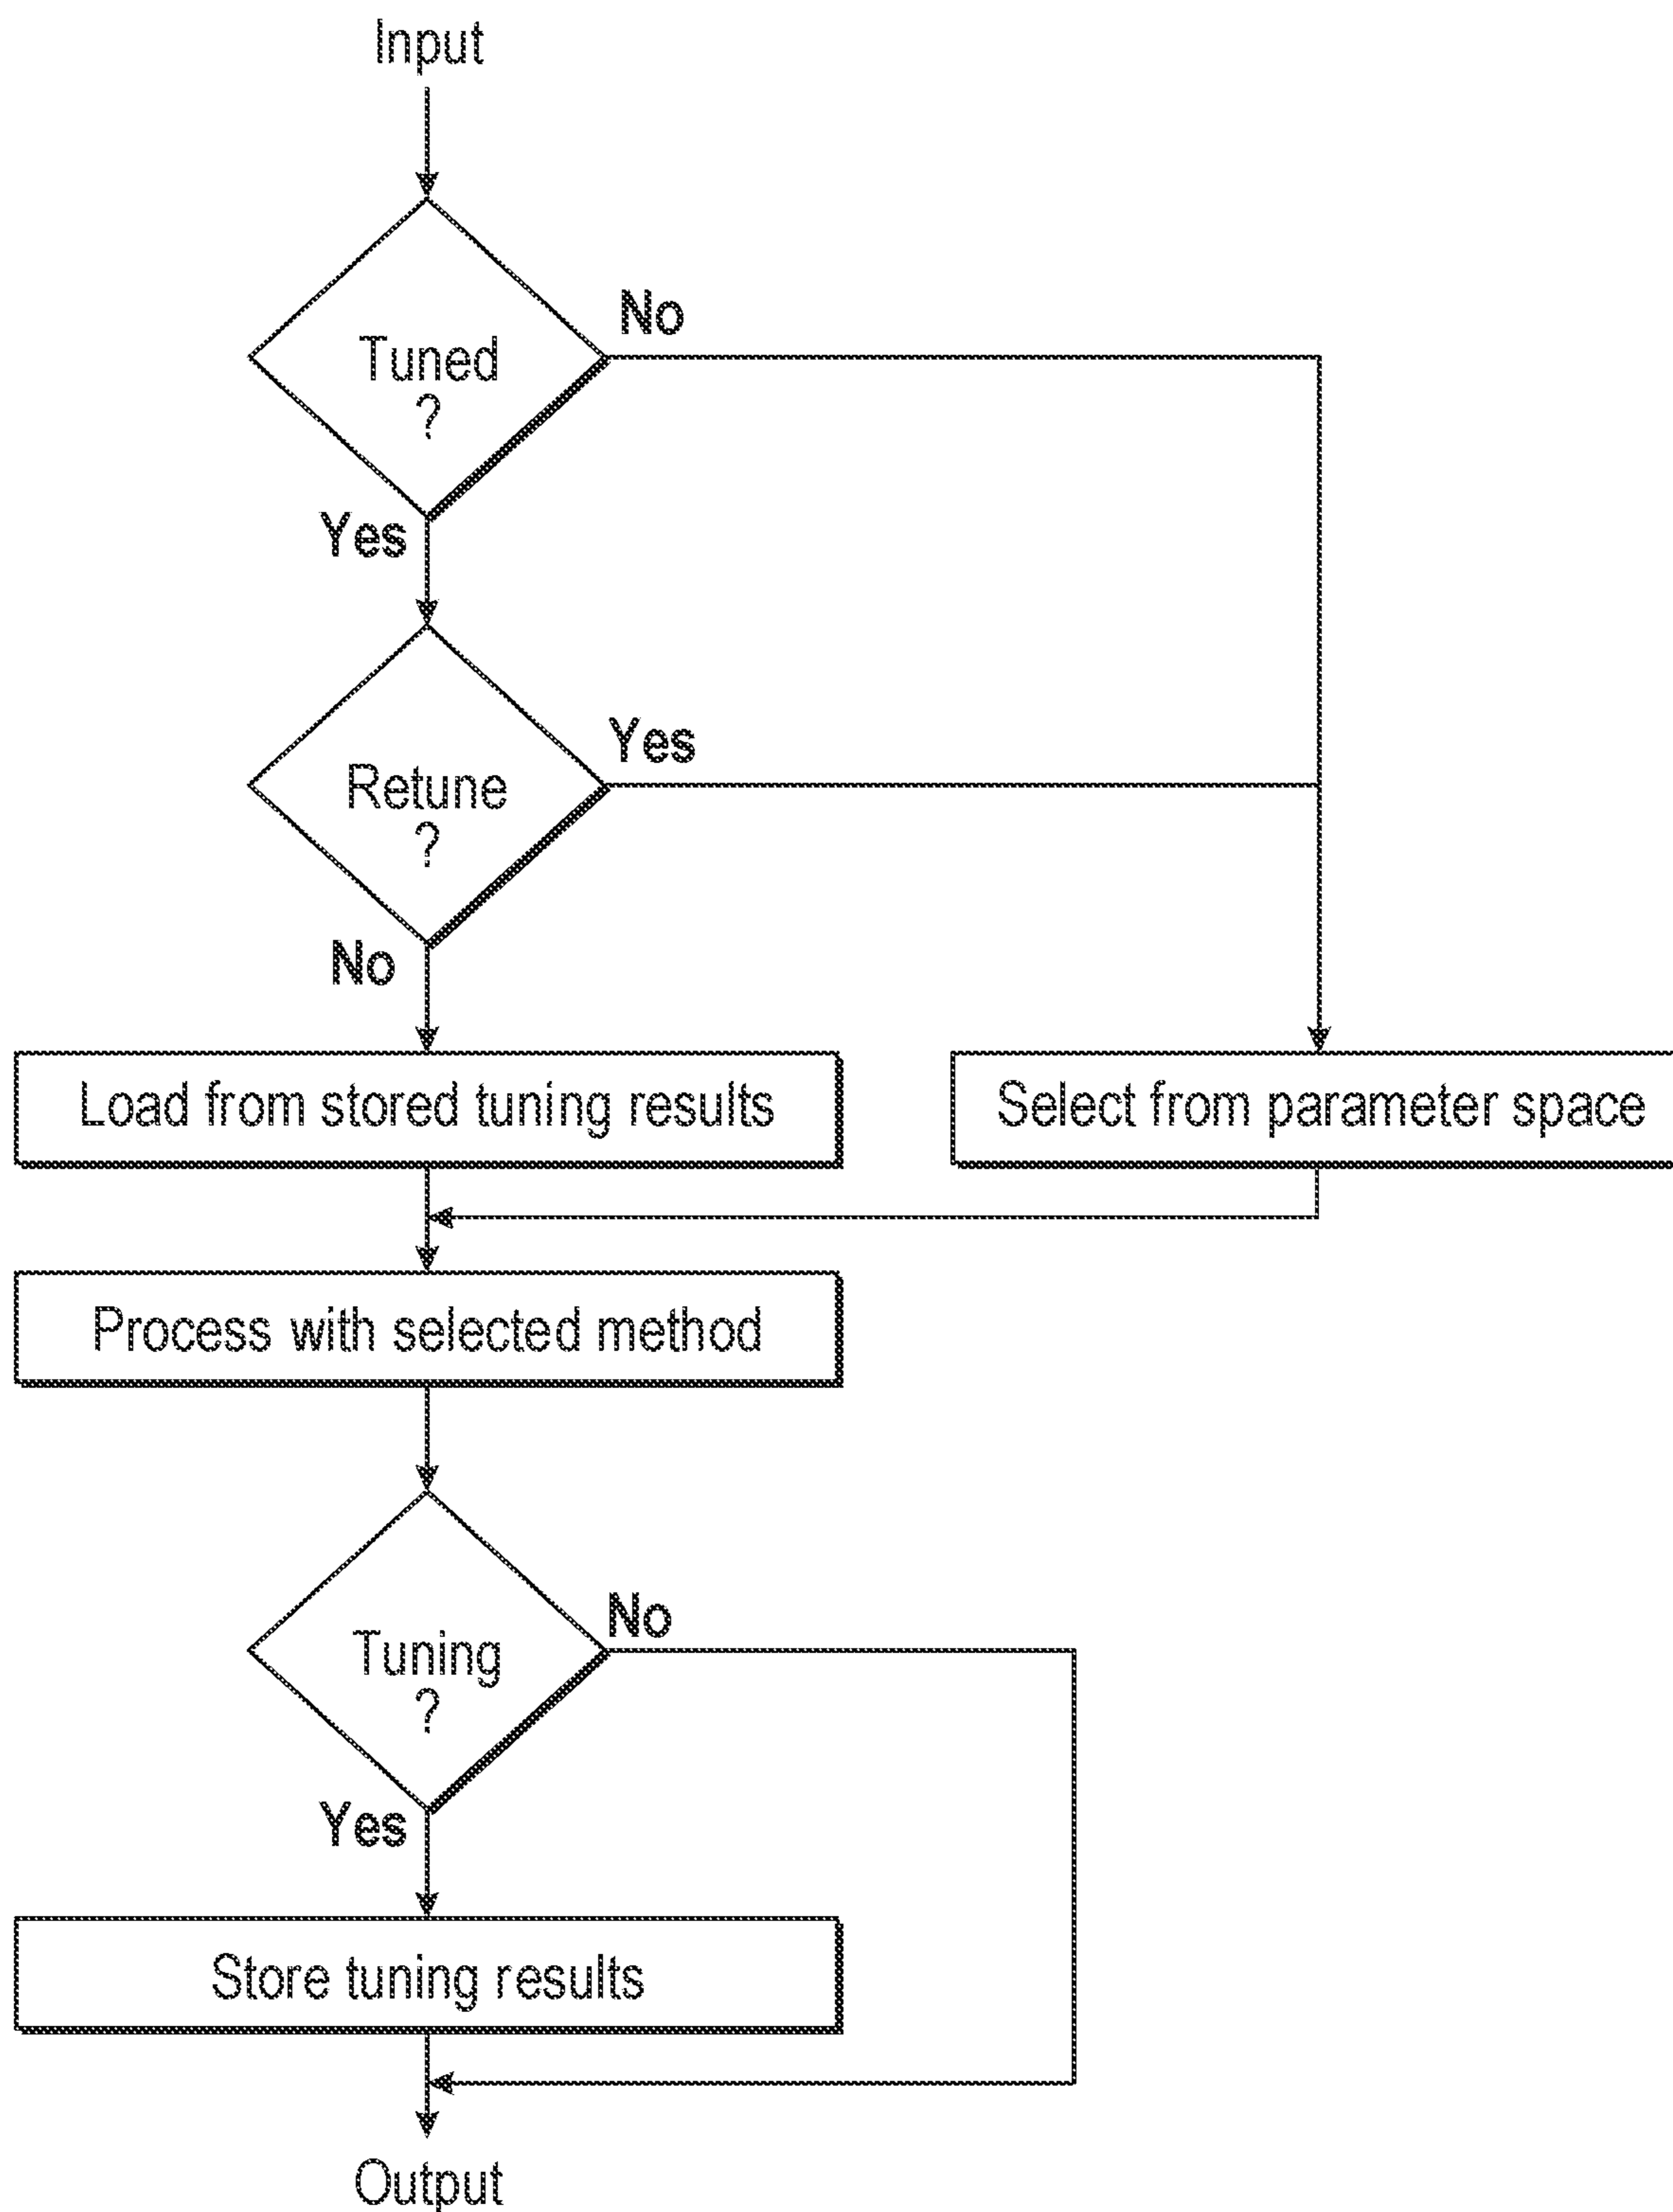 Input
Tuned
?
No
Yes
Retune
?
Yes
No
Load from stored tuning results
Select from parameter space
Process with selected method
Tuning
?
No
Yes
Store tuning results
Output